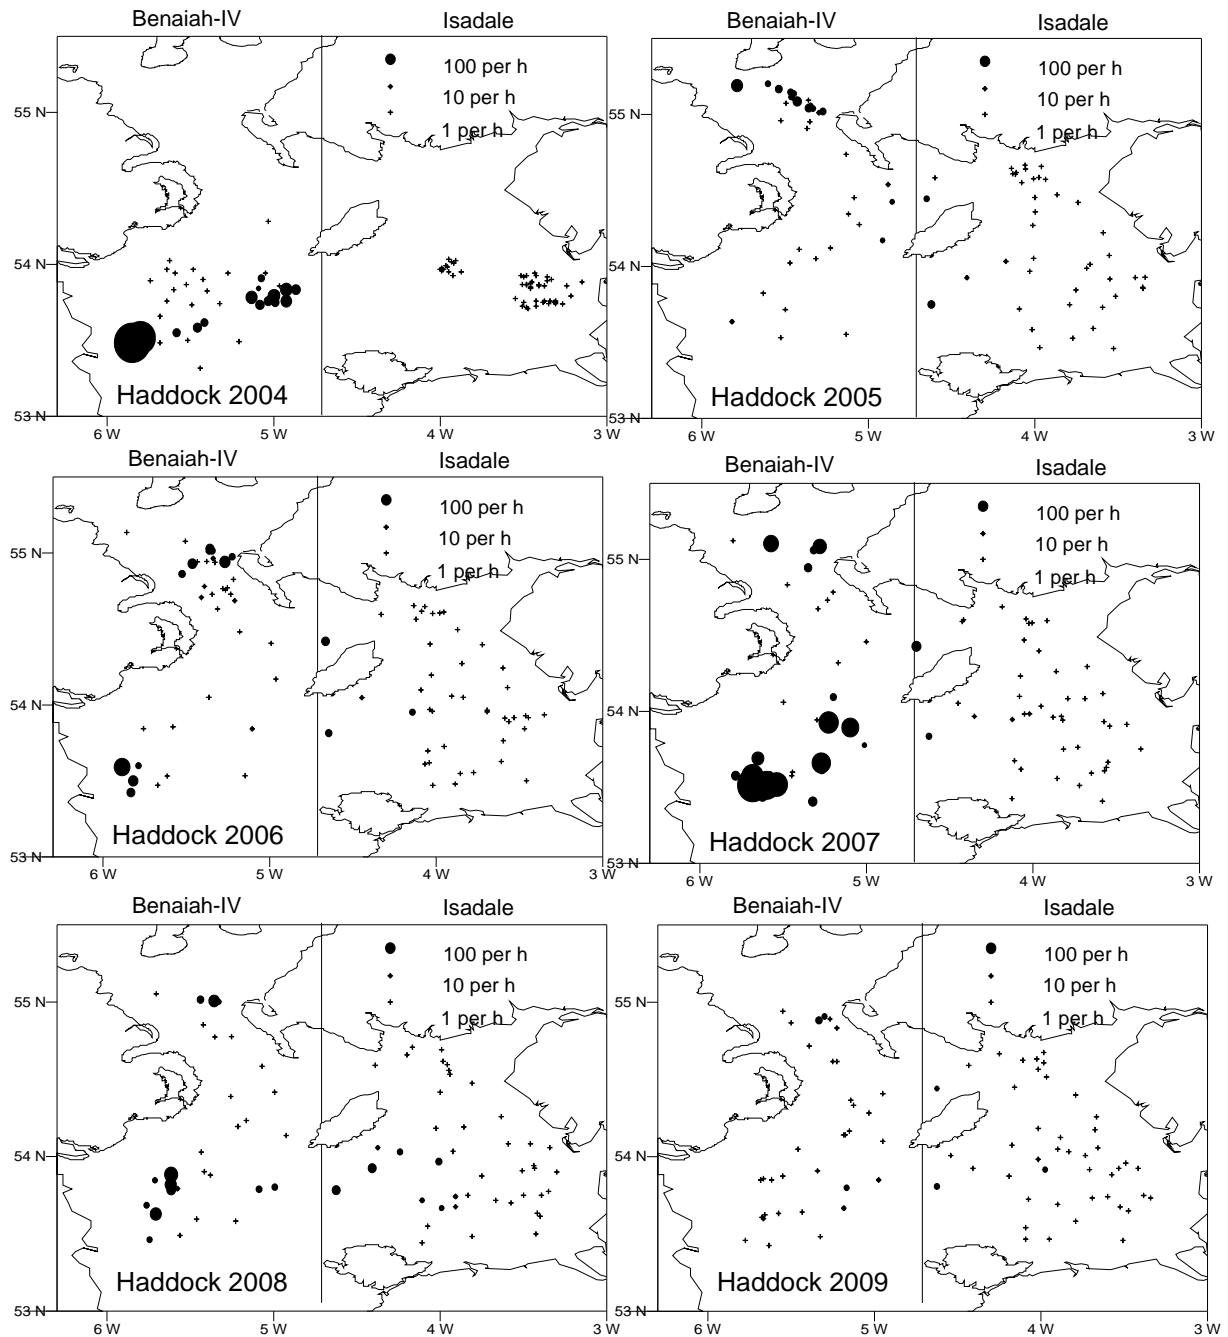 Benaiah-IV
Isadale
100 per h
10 per h
1 per h
55 N
54 N
53 N
6 W
5 W
4 W
3 W
Haddock 2004
Benaiah-IV
Isadale
100 per h
10 per h
1 per h
55 N
54 N
53 N
6 W
5 W
4 W
3 W
Haddock 2005
Benaiah-IV
Isadale
100 per h
10 per h
1 per h
55 N
54 N
53 N
6 W
5 W
4 W
3 W
Haddock 2006
Benaiah-IV
Isadale
100 per h
10 per h
1 per h
55 N
54 N
53 N
6 W
5 W
4 W
3 W
Haddock 2007
Benaiah-IV
Isadale
100 per h
10 per h
1 per h
55 N
54 N
53 N
6 W
5 W
4 W
3 W
Haddock 2008
Benaiah-IV
Isadale
100 per h
10 per h
1 per h
55 N
54 N
53 N
6 W
5 W
4 W
3 W
Haddock 2009